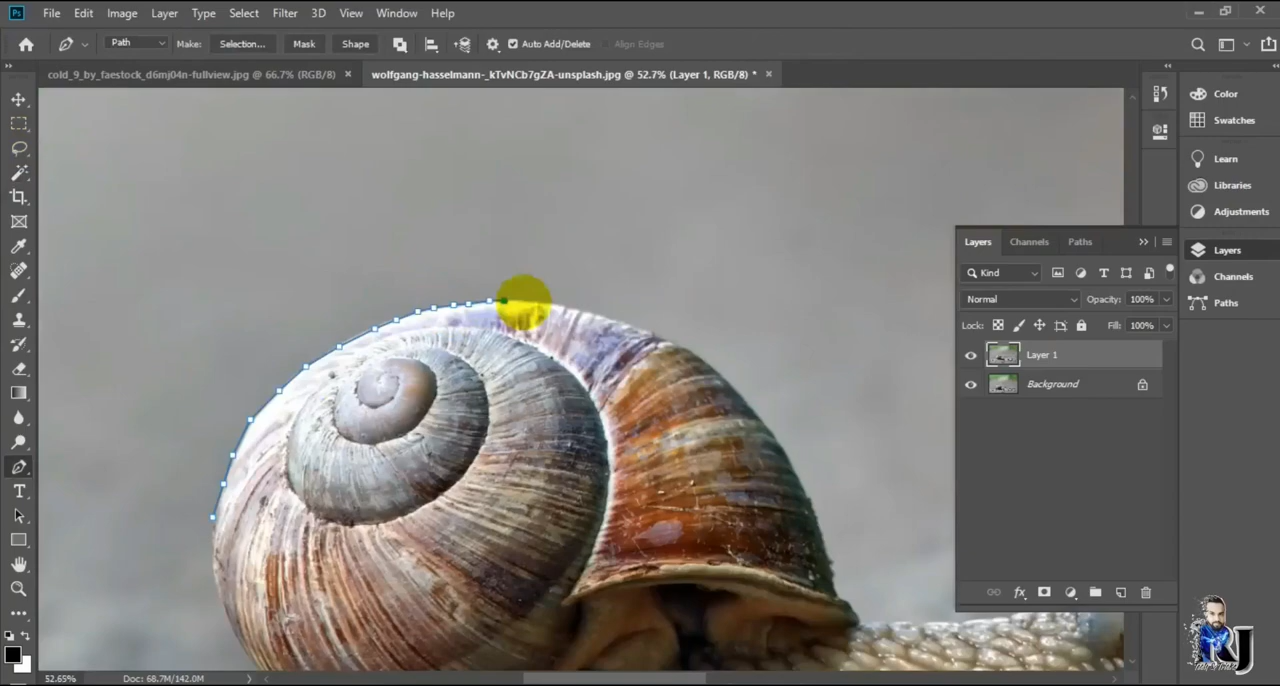 Ps File Edit Image Layer Type Select Filter 3D View Window Help
Path Make: Selection... Mask Shape Auto Add/Delete Align Edges
cold_9_by_faestock_d6mj04n-fullview.jpg @ 66.7% (RGB/8) × wolfgang-hasselmann-_kTvNCb7gZA-unsplash.jpg @ 52.7% (Layer 1, RGB/8) * ×
Color
Swatches
Learn
Libraries
Adjustments
Layers
Channels
Paths
Layers Channels Paths
Kind
Normal Opacity: 100%
Lock: Fill: 100%
Layer 1
Background
fx
T
52.65% Doc: 68.7M/142.0M
NJ